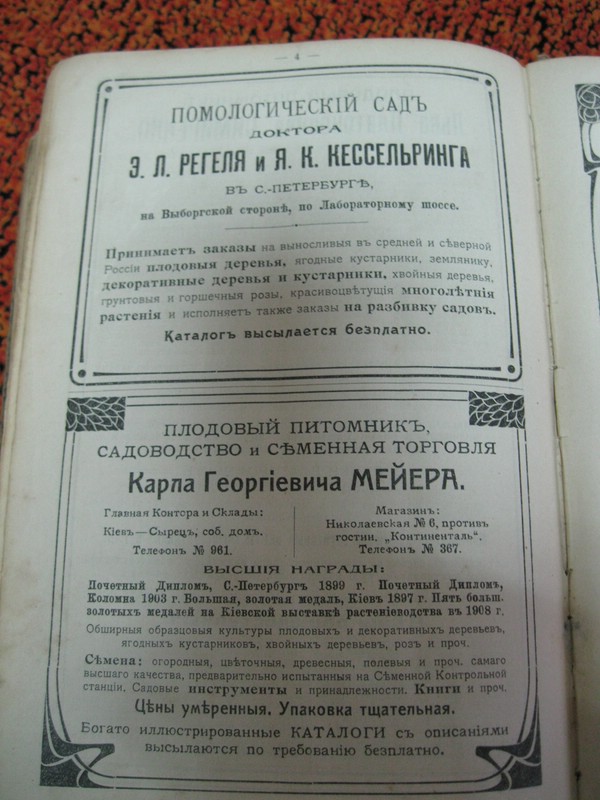 — 4 —
ПОМОЛОГИЧЕСКІЙ САДЪ
ДОКТОРА
Э. Л. РЕГЕЛЯ и Я. К. КЕССЕЛЬРИНГА
ВЪ С.-ПЕТЕРБУРГѢ,
на Выборгской сторонѣ, по Лабораторному шоссе.
Принимаетъ заказы на выносливыя въ средней и сѣверной
Россіи плодовыя деревья, ягодные кустарники, землянику,
декоративные деревья и кустарники, хвойныя деревья,
грунтовыя и горшечныя розы, красивоцвѣтущія многолѣтнія
растенія и исполняетъ также заказы на разбивку садовъ.
Каталогъ высылается безплатно.
ПЛОДОВЫЙ ПИТОМНИКЪ,
САДОВОДСТВО и СѢМЕННАЯ ТОРГОВЛЯ
Карла Георгіевича МЕЙЕРА.
Главная Контора и Склады:
Кіевъ—Сырецъ, соб. домъ.
Телефонъ № 961.
Магазинъ:
Николаевская № 6, противъ
гостин. „Континенталь".
Телефонъ № 367.
ВЫСШІЯ НАГРАДЫ:
Почетный Дипломъ, С.-Петербургъ 1899 г. Почетный Дипломъ,
Коломна 1903 г. Большая, золотая медаль, Кіевъ 1897 г. Пять больш.
золотыхъ медалей на Кіевской выставкѣ растеніеводства въ 1908 г.
Обширныя образцовыя культуры плодовыхъ и декоративныхъ деревьевъ,
ягодныхъ кустарниковъ, хвойныхъ деревьевъ, розъ и проч.
Сѣмена: огородныя, цвѣточныя, древесныя, полевыя и проч. самаго
высшаго качества, предварительно испытанныя на Сѣменной Контрольной
станціи, Садовые инструменты и принадлежности. Книги и проч.
Цѣны умѣренныя. Упаковка тщательная.
Богато иллюстрированные КАТАЛОГИ съ описаніями
высылаются по требованію безплатно.